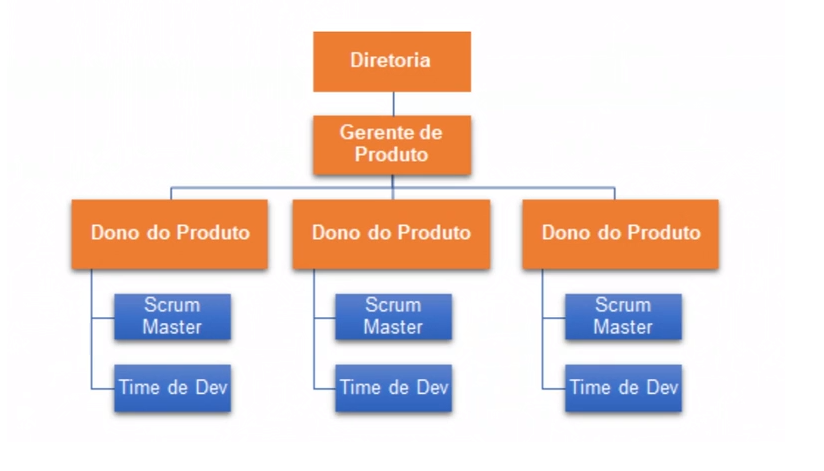 Diretoria
Gerente de
Produto
Dono do Produto
Dono do Produto
Dono do Produto
Scrum
Master
Scrum
Master
Scrum
Master
Time de Dev
Time de Dev
Time de Dev